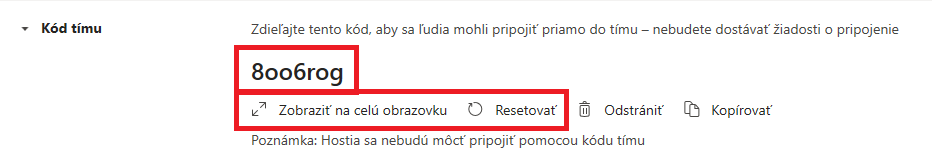 Kód tímu
Zdieľajte tento kód, aby sa ľudia mohli pripojiť priamo do tímu – nebudete dostávať žiadosti o pripojenie
8oo6rog
Zobraziť na celú obrazovku Resetovať Odstrániť Kopírovať
Poznámka: Hostia sa nebudú môcť pripojiť pomocou kódu tímu